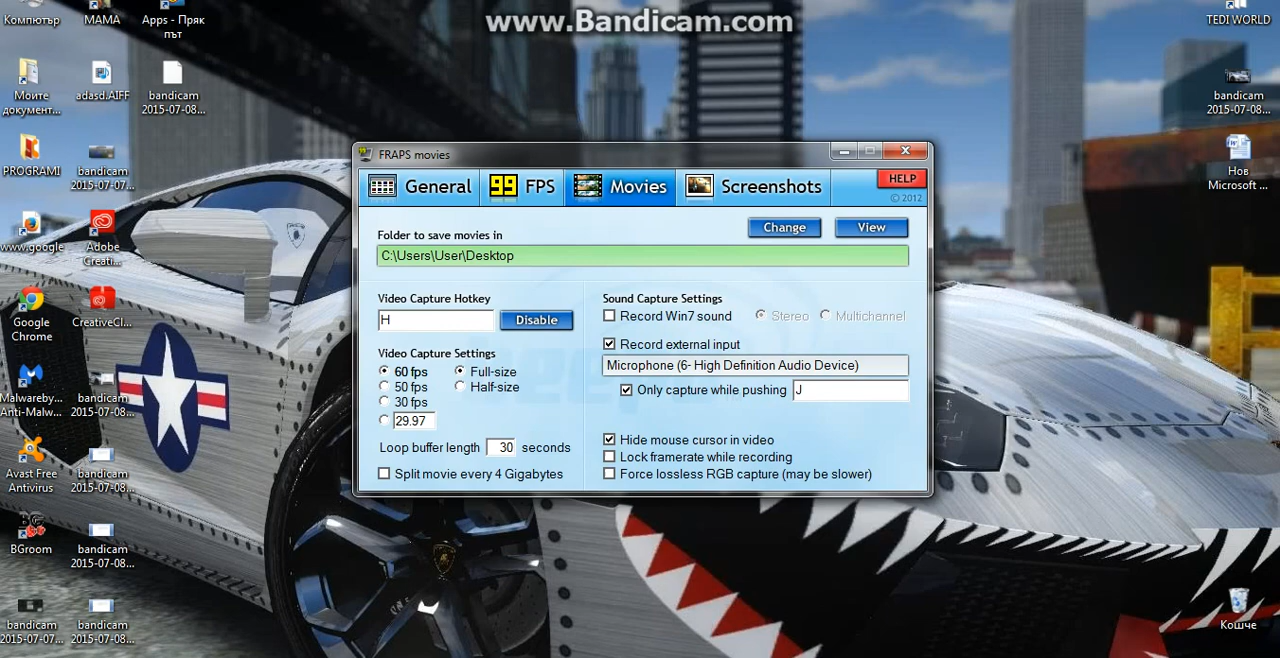 www.Bandicam.com
Компютър
MAMA
Apps - Пряк
път
TEDI WORLD
Моите
документ...
adasd.AIFF
bandicam
2015-07-08...
bandicam
2015-07-08...
PROGRAMI
bandicam
2015-07-07...
Нов
Microsoft ...
www.google
Adobe
Creati...
Google
Chrome
CreativeCl...
Malwareby...
Anti-Malw...
bandicam
2015-07-08...
Avast Free
Antivirus
bandicam
2015-07-08...
BGroom
bandicam
2015-07-08...
bandicam
2015-07-07...
bandicam
2015-07-08...
Кошче
FRAPS movies
General
99 FPS
Movies
Screenshots
HELP
© 2012
Folder to save movies in
Change
View
C:\Users\User\Desktop
Video Capture Hotkey
H
Disable
Video Capture Settings
60 fps
Full-size
50 fps
Half-size
30 fps
29.97
Loop buffer length 30 seconds
Split movie every 4 Gigabytes
Sound Capture Settings
Record Win7 sound
Stereo
Multichannel
Record external input
Microphone (6- High Definition Audio Device)
Only capture while pushing J
Hide mouse cursor in video
Lock framerate while recording
Force lossless RGB capture (may be slower)